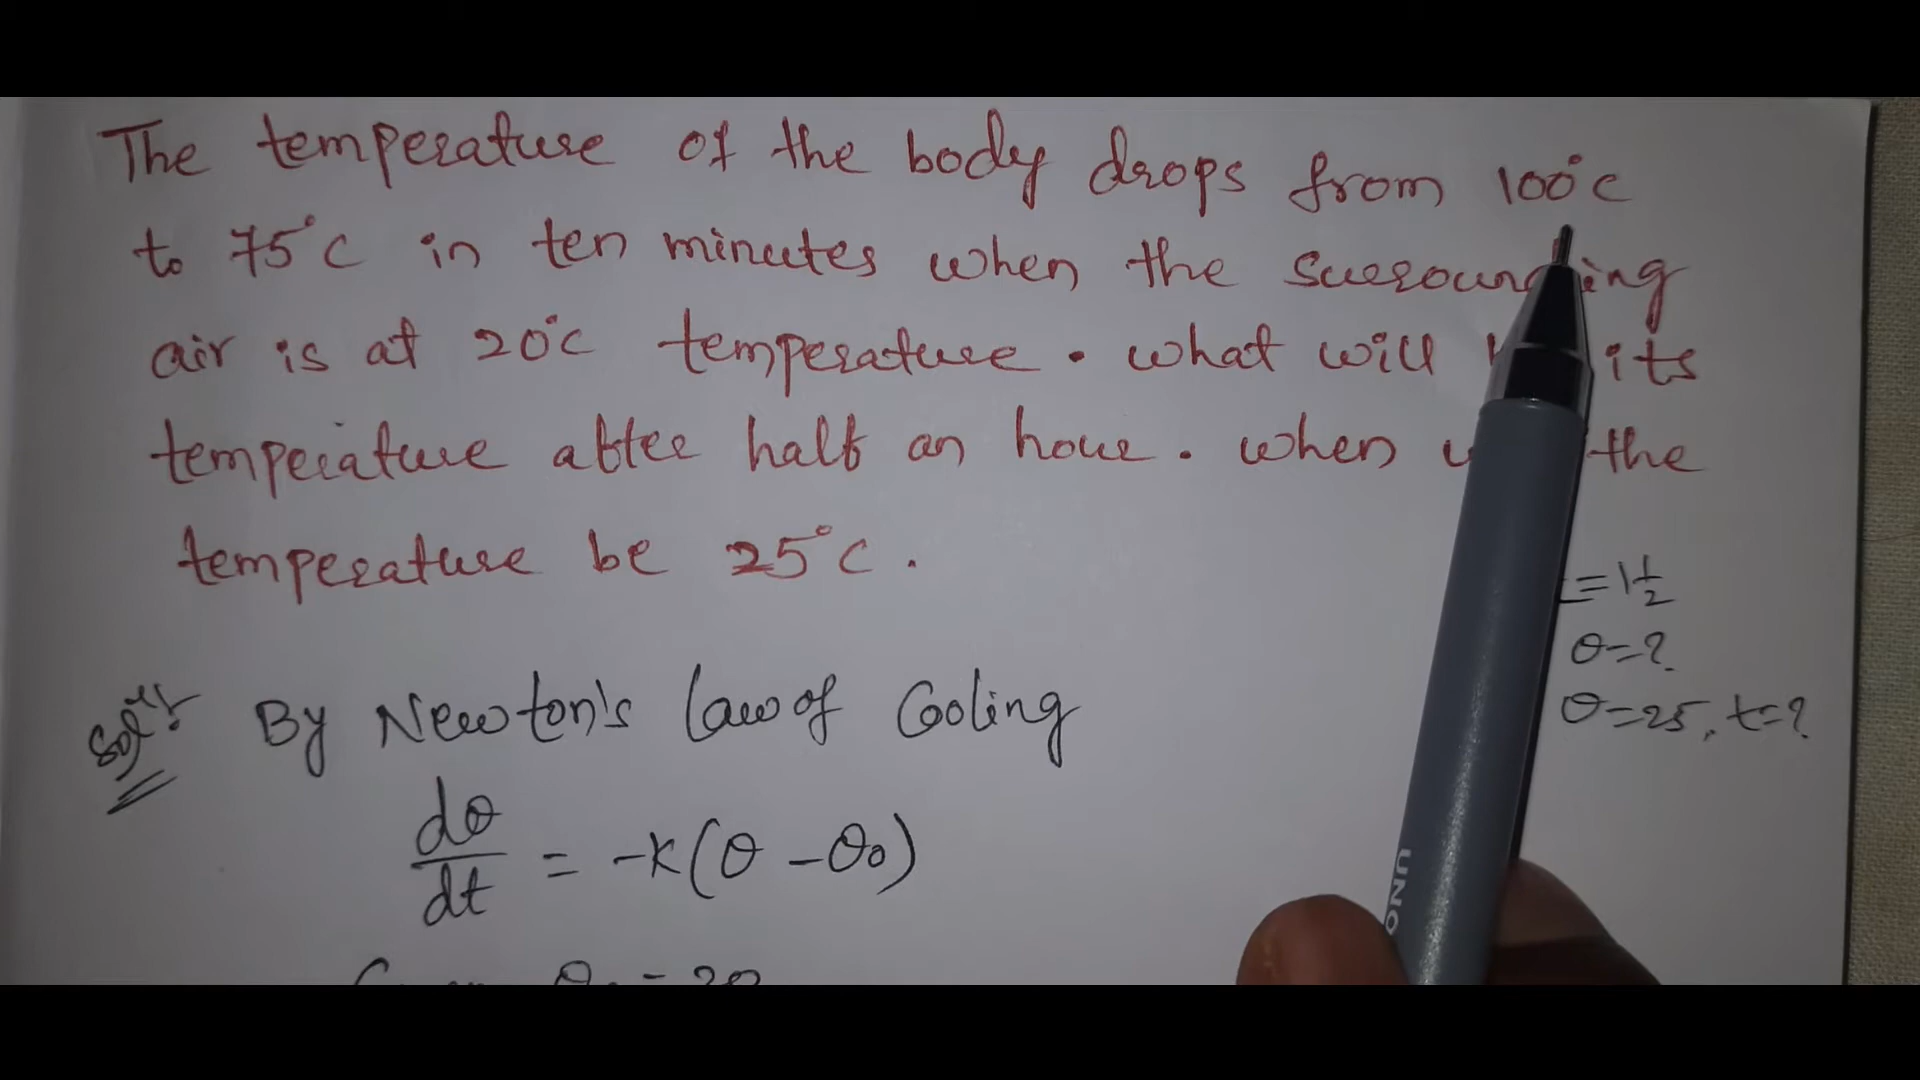 The temperature of the body drops from 100°C
to 75°C in ten minutes when the surrounding
air is at 20°C temperature. what will its
temperature after half an hour. when the
temperature be 25°C.
t=1½
θ=?
θ=25, t=?
Solⁿ:
By Newton's Law of Cooling
dθ/dt = -K(θ - θ₀)
θ₀ = 20
UNO